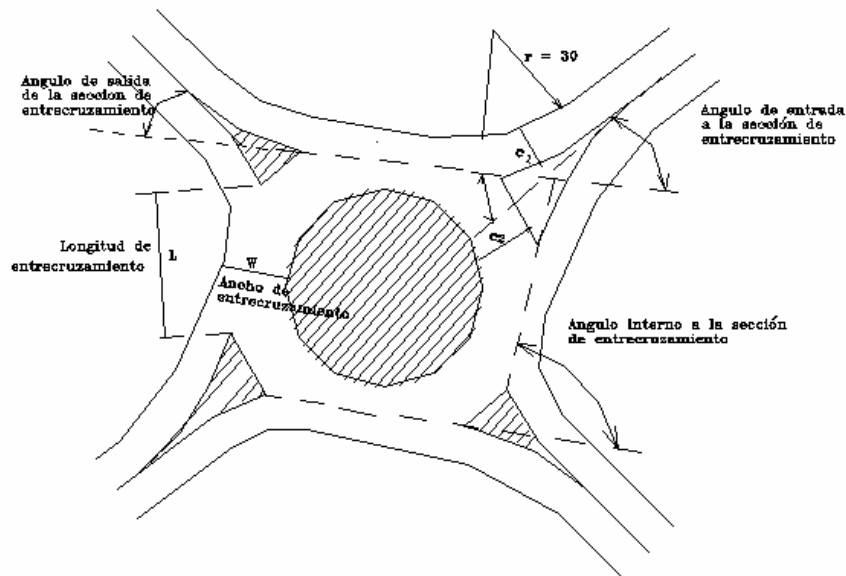 r = 30
Angulo de salida
de la seccion de
entrecruzamiento
Angulo de entrada
a la sección de
entrecruzamiento
e1
e2
Longitud de
entrecruzamiento
L
W
Ancho de
entrecruzamiento
Angulo interno a la sección
de entrecruzamiento